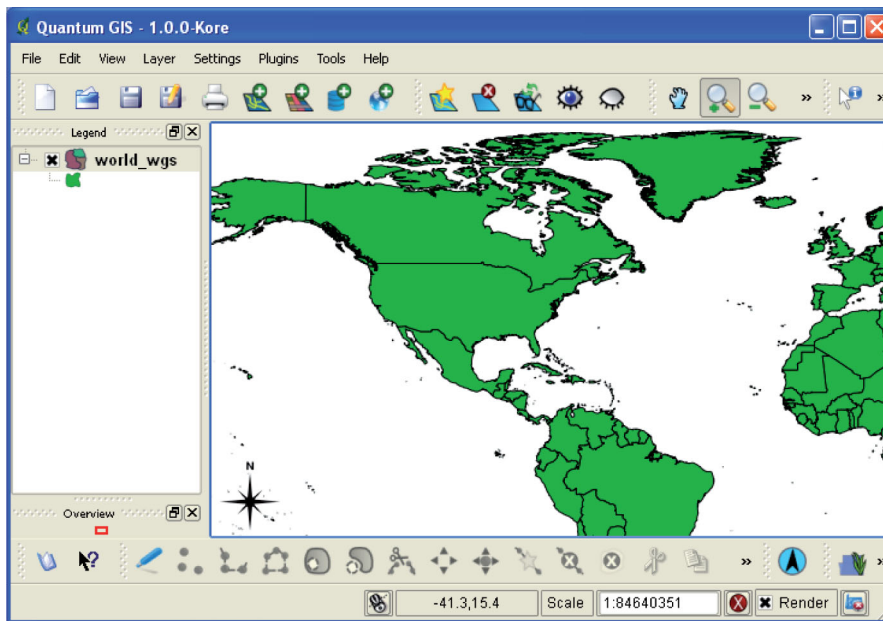 Quantum GIS - 1.0.0-Kore
File Edit View Layer Settings Plugins Tools Help
Legend
world_wgs
N
Overview
-41.3,15.4 Scale 1:84640351 Render